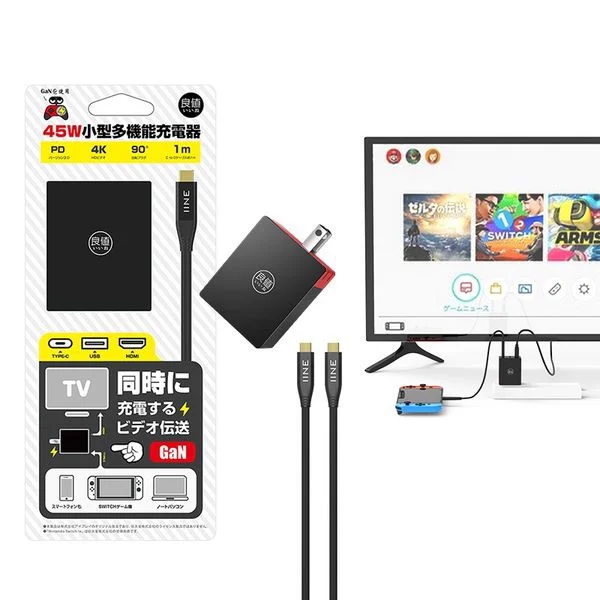 GaNを使用
良値
いいね
45W小型多機能充電器
PD
4K
90°
1m
IINE
良値
いいね
TYPE-C
USB
HDMI
TV
同時に
充電する
ビデオ伝送
GaN
スマートフォンも
SWITCHゲーム機
ノートパソコン
良値
いいね
IINE
IINE
ゼルダの伝説
1 2
SWITCH
ARMS
ゲームニュース